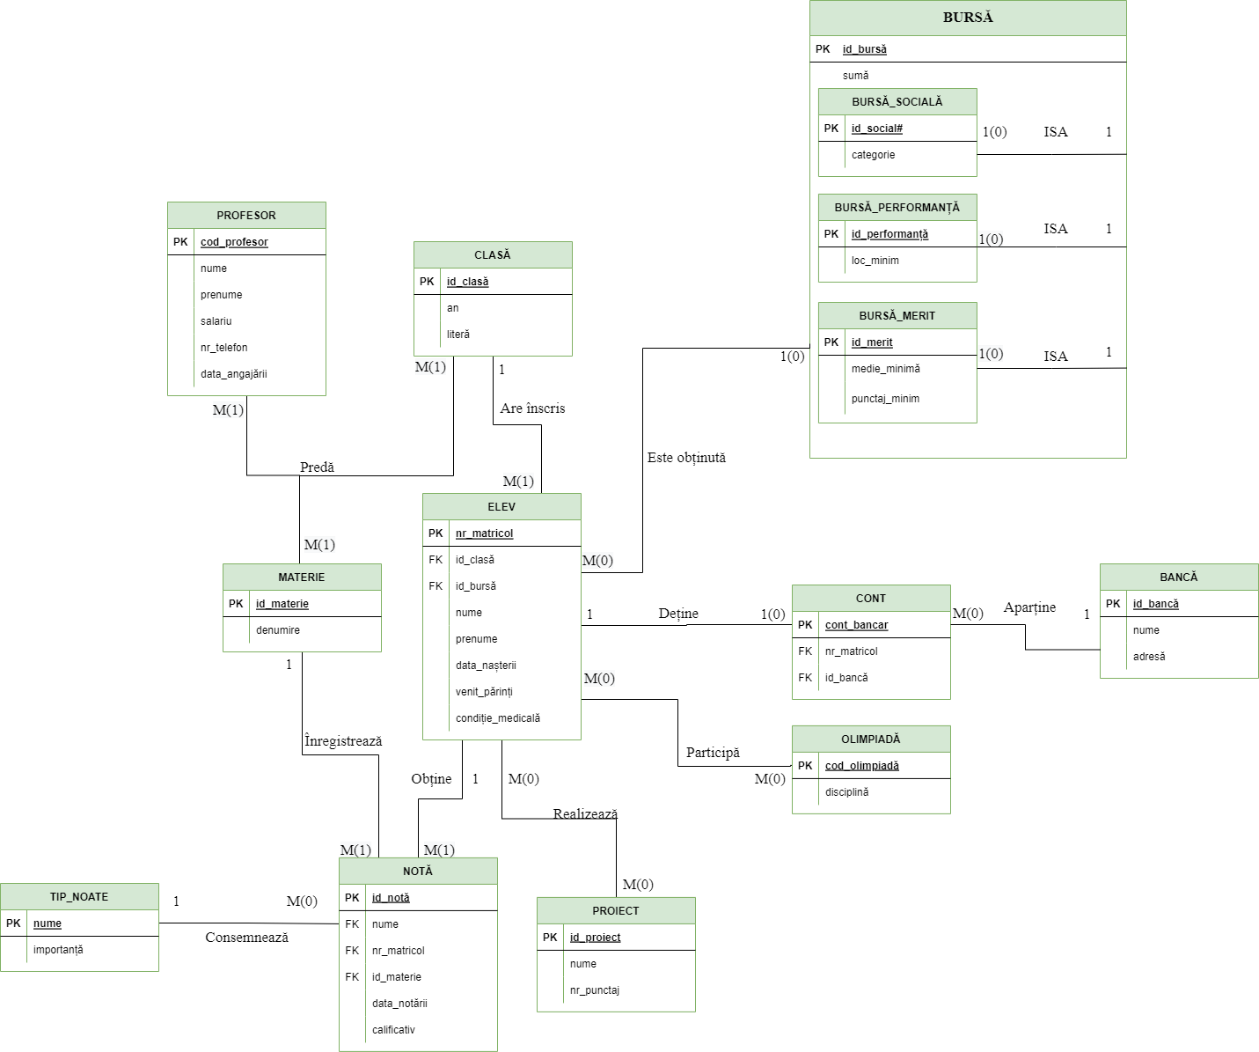 BURSĂ
PK id_bursă
sumă
BURSĂ_SOCIALĂ
PK id_social#
categorie
1(0) ISA 1
BURSĂ_PERFORMANȚĂ
PK id_performanță
loc_minim
1(0) ISA 1
BURSĂ_MERIT
PK id_merit
medie_minimă
punctaj_minim
1(0) ISA 1
PROFESOR
PK cod_profesor
nume
prenume
salariu
nr_telefon
data_angajării
M(1)
CLASĂ
PK id_clasă
an
literă
M(1) 1
Are înscris
M(1)
Predă
M(1)
1(0)
Este obținută
M(0)
ELEV
PK nr_matricol
FK id_clasă
FK id_bursă
nume
prenume
data_nașterii
venit_părinți
condiție_medicală
MATERIE
PK id_materie
denumire
1
Înregistrează
M(1)
1 Deține 1(0)
CONT
PK cont_bancar
FK nr_matricol
FK id_bancă
M(0) Aparține 1
BANCĂ
PK id_bancă
nume
adresă
M(0)
Participă
M(0)
OLIMPIADĂ
PK cod_olimpiadă
disciplină
Obține 1
M(1)
M(0)
Realizează
M(0)
NOTĂ
PK id_notă
FK nume
FK nr_matricol
FK id_materie
data_notării
calificativ
TIP_NOATE
PK nume
importanță
1 M(0)
Consemnează
PROIECT
PK id_proiect
nume
nr_punctaj